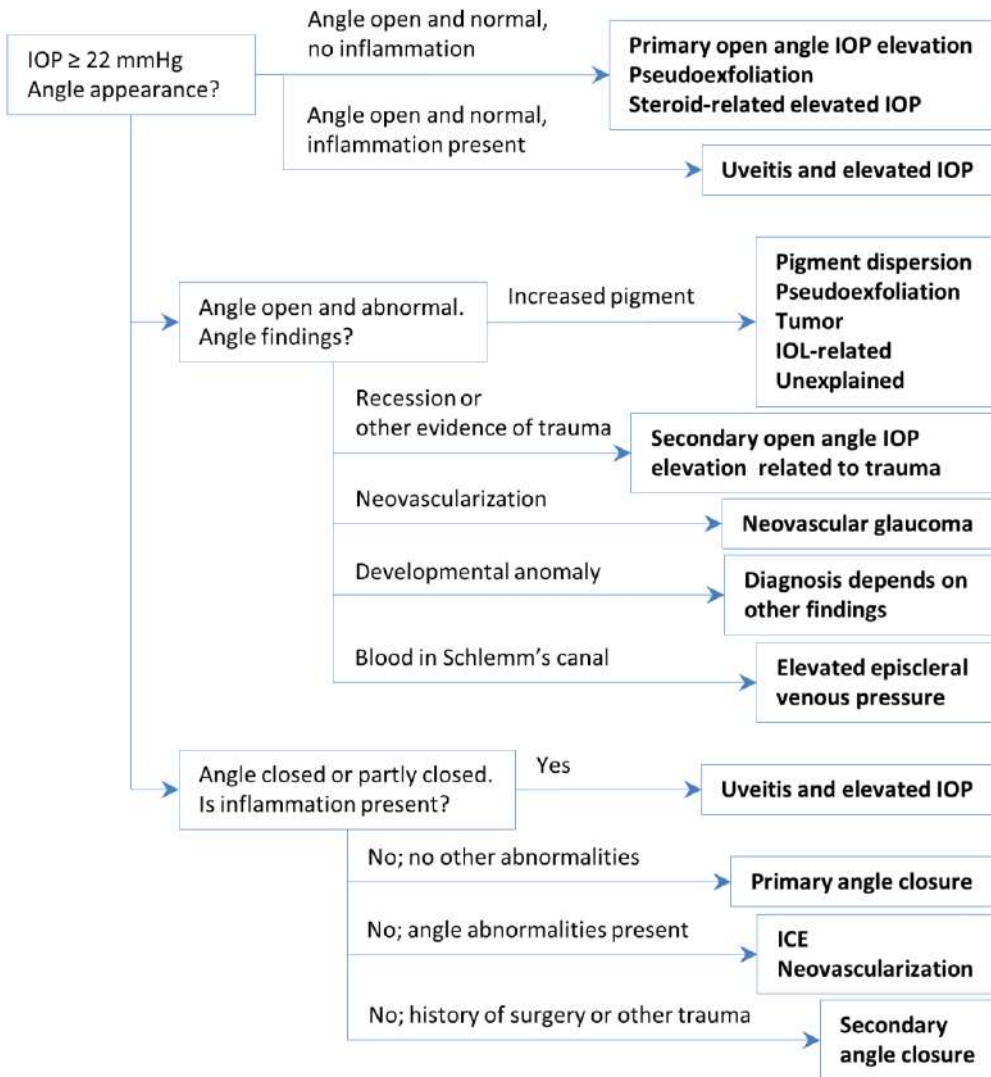 IOP ≥ 22 mmHg
Angle appearance?
Angle open and normal,
no inflammation
Primary open angle IOP elevation
Pseudoexfoliation
Steroid-related elevated IOP
Angle open and normal,
inflammation present
Uveitis and elevated IOP
Angle open and abnormal.
Angle findings?
Increased pigment
Pigment dispersion
Pseudoexfoliation
Tumor
IOL-related
Unexplained
Recession or
other evidence of trauma
Secondary open angle IOP
elevation related to trauma
Neovascularization
Neovascular glaucoma
Developmental anomaly
Diagnosis depends on
other findings
Blood in Schlemm's canal
Elevated episcleral
venous pressure
Angle closed or partly closed.
Is inflammation present?
Yes
Uveitis and elevated IOP
No; no other abnormalities
Primary angle closure
No; angle abnormalities present
ICE
Neovascularization
No; history of surgery or other trauma
Secondary
angle closure